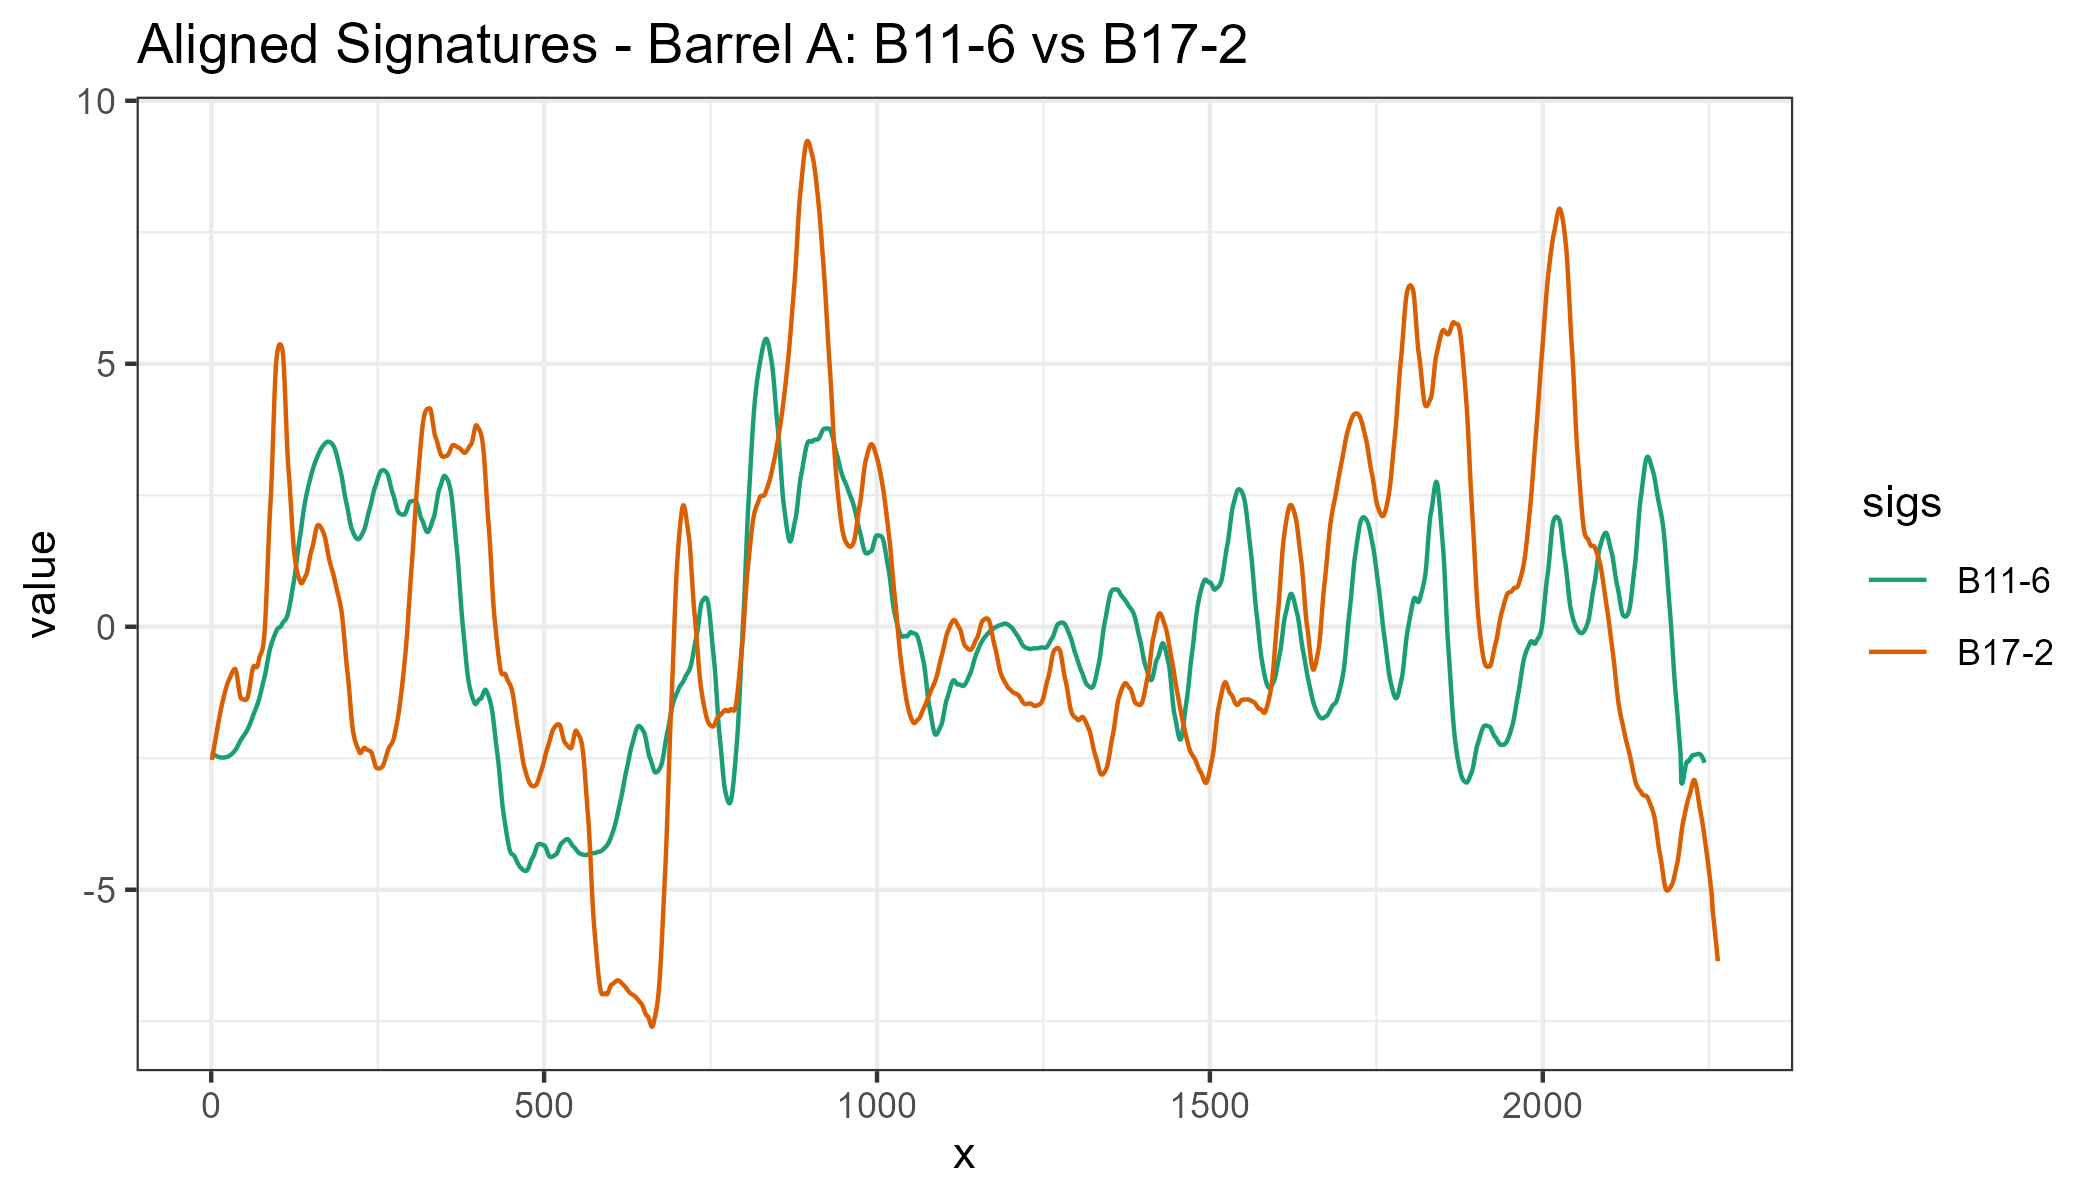 Aligned Signatures - Barrel A: B11-6 vs B17-2
10
5
0
-5
value
0 500 1000 1500 2000
x
sigs
B11-6
B17-2